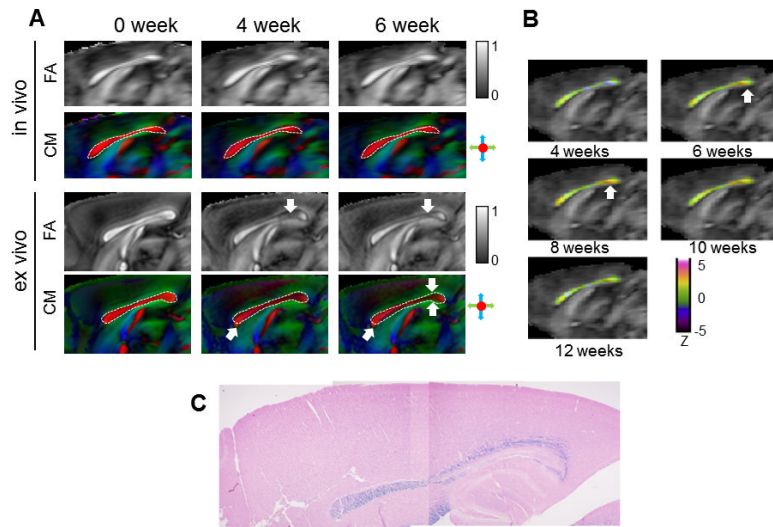 A
0 week 4 week 6 week
in vivo
FA
1
0
CM
ex vivo
FA
1
0
CM
B
4 weeks 6 weeks
8 weeks 10 weeks
12 weeks
5
0
-5
Z
C